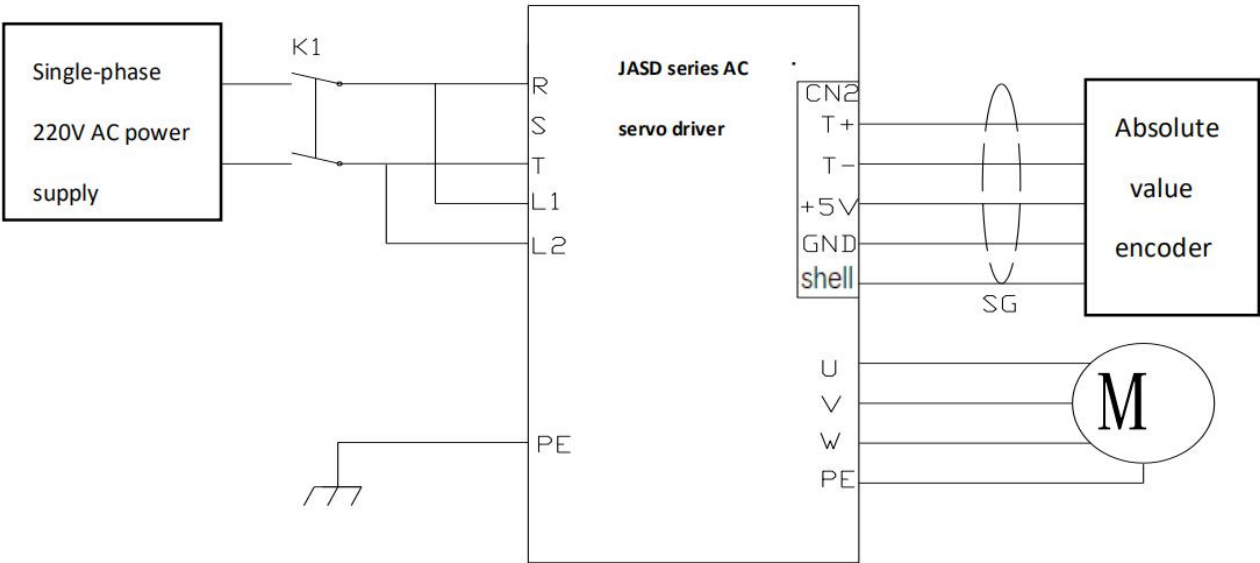 Single-phase
220V AC power
supply
K1
JASD series AC
servo driver
R
S
T
L1
L2
PE
CN2
T+
T-
+5V
GND
shell
SG
Absolute
value
encoder
U
V
W
PE
M